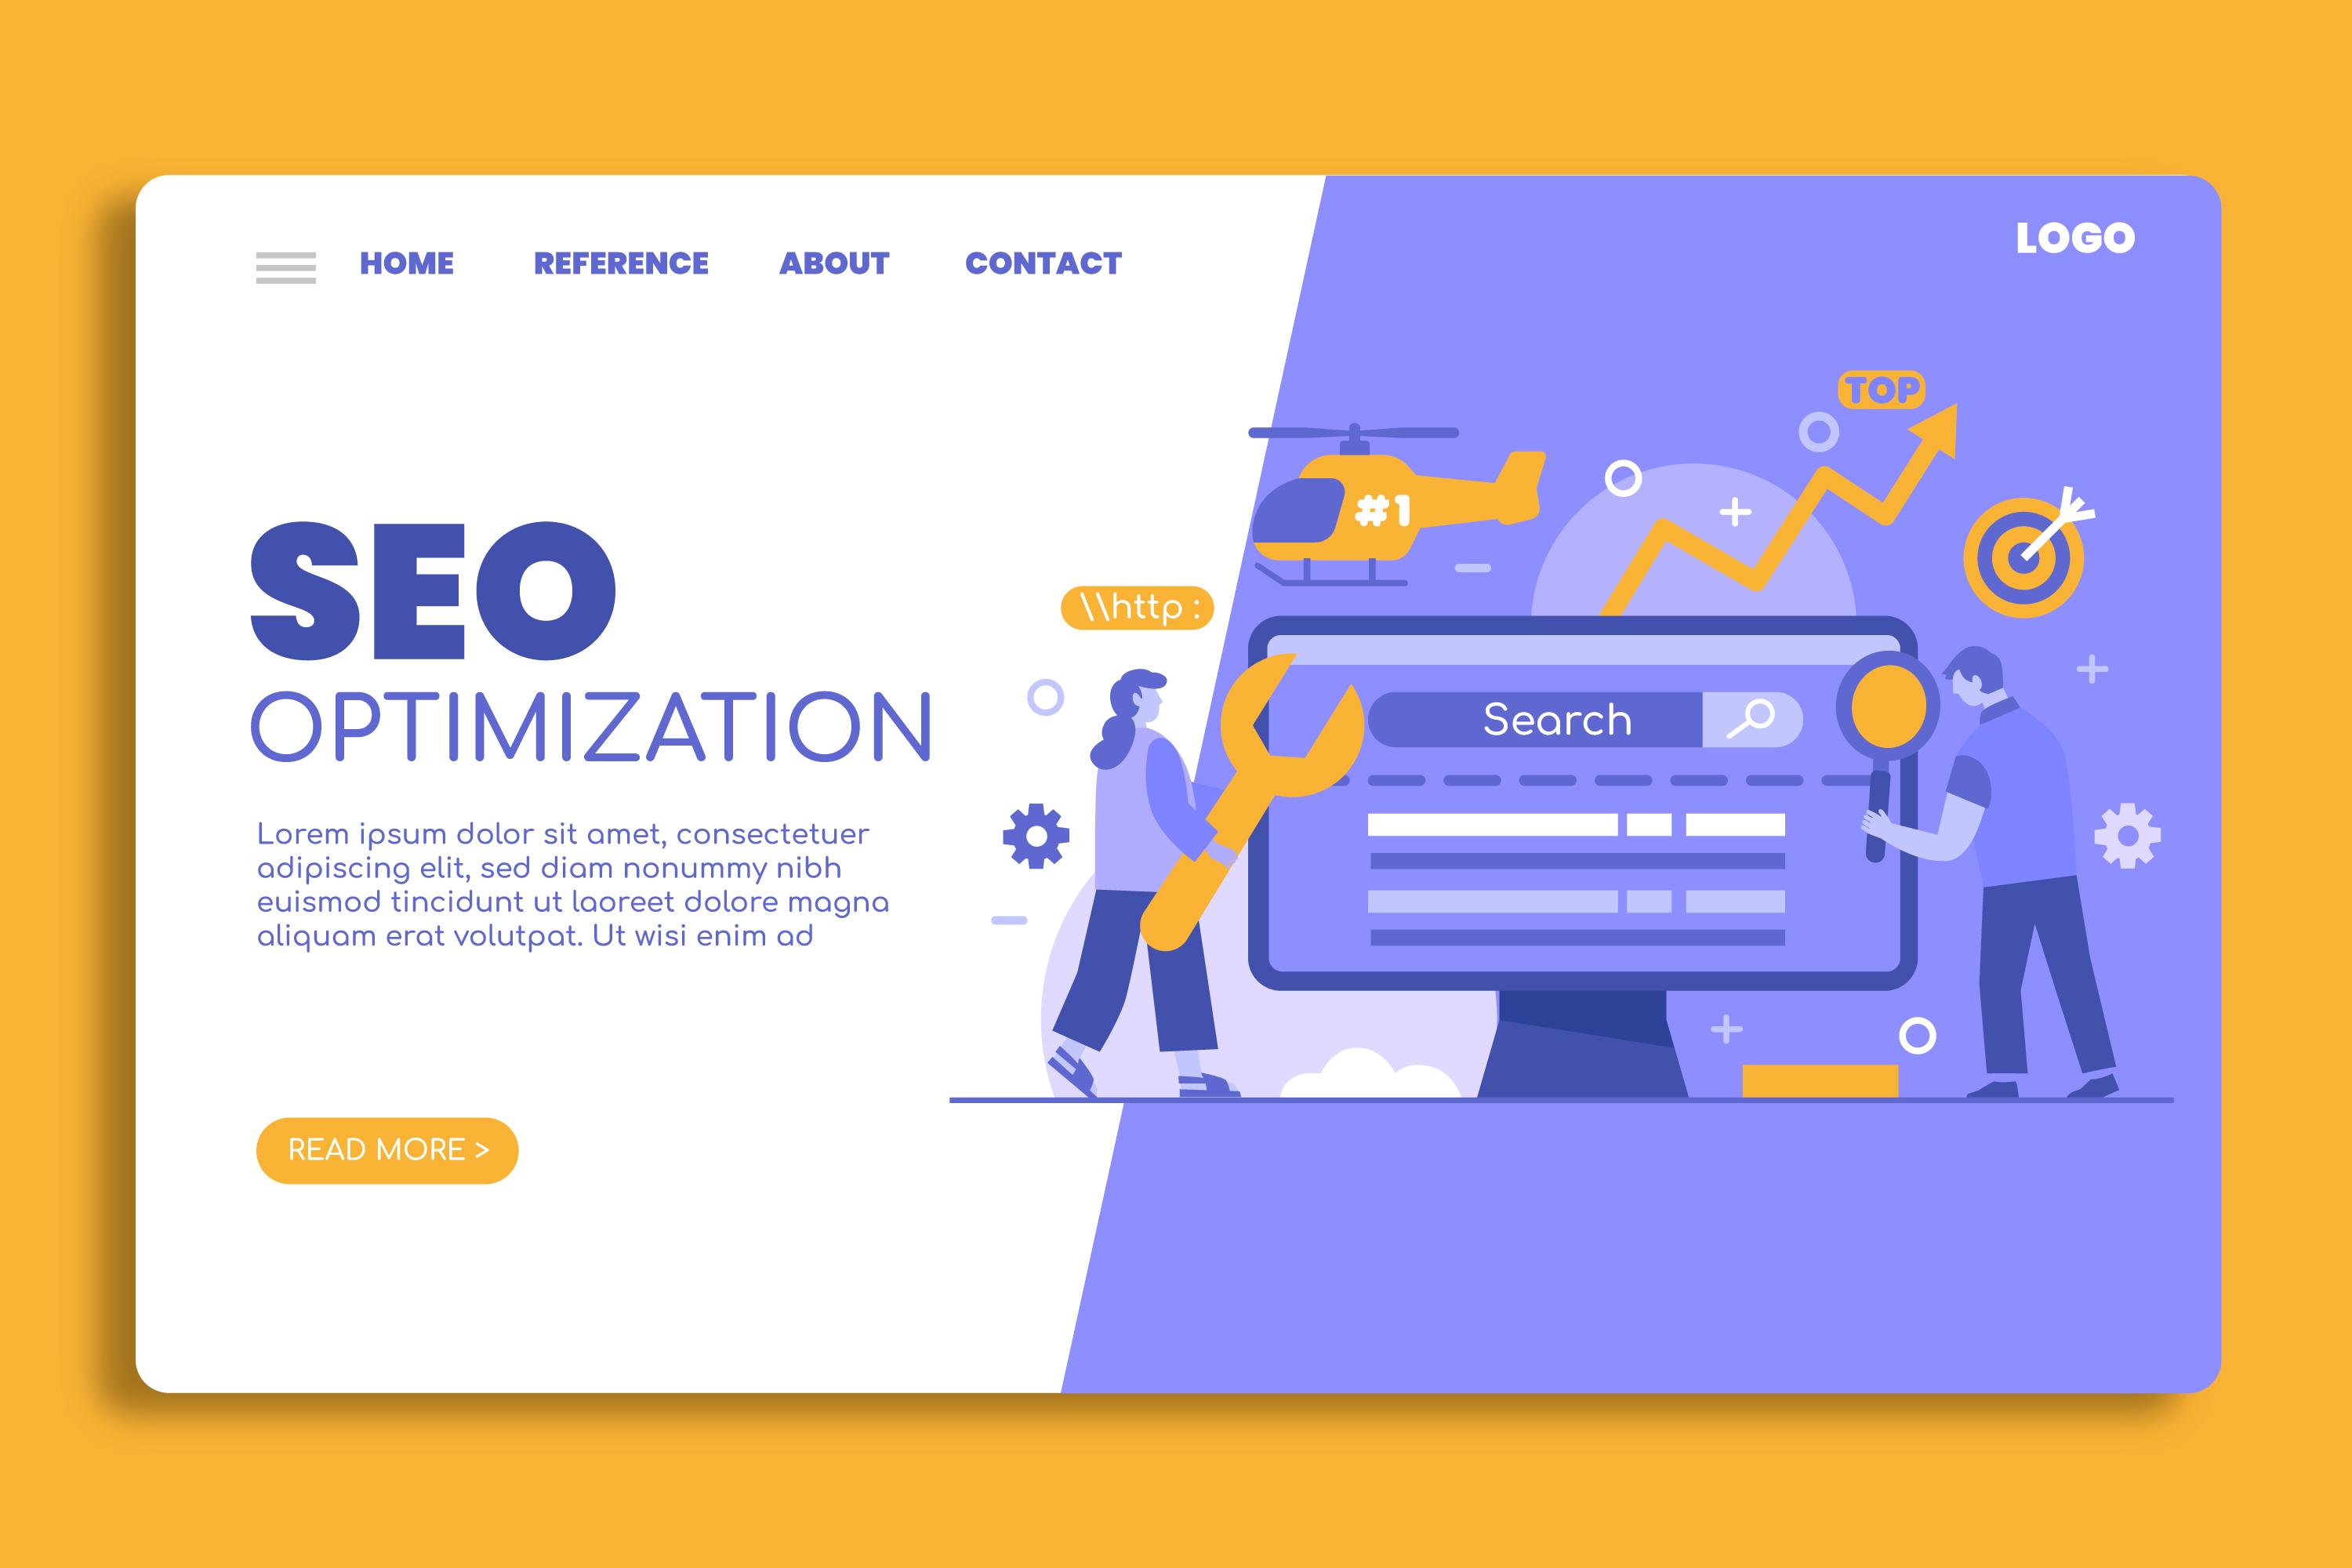 HOME REFERENCE ABOUT CONTACT
LOGO
TOP
#1
\\http :
SEO
OPTIMIZATION
Search
Lorem ipsum dolor sit amet, consectetuer
adipiscing elit, sed diam nonummy nibh
euismod tincidunt ut laoreet dolore magna
aliquam erat volutpat. Ut wisi enim ad
READ MORE >